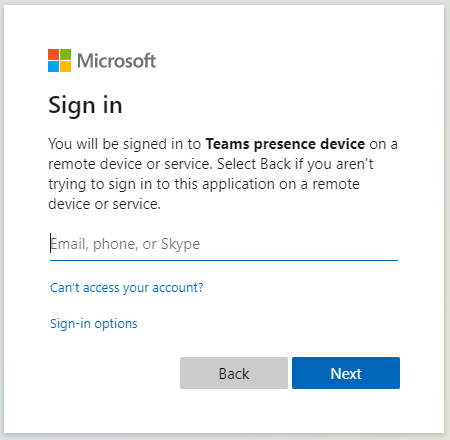 Microsoft
Sign in
You will be signed in to Teams presence device on a
remote device or service. Select Back if you aren't
trying to sign in to this application on a remote
device or service.
Email, phone, or Skype
Can't access your account?
Sign-in options
Back
Next